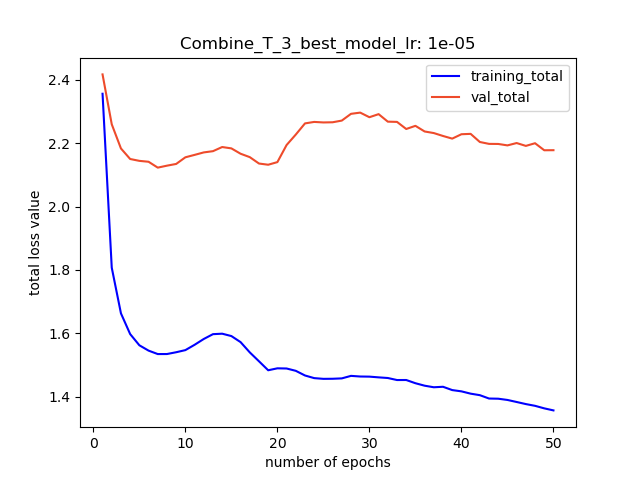 Combine_T_3_best_model_lr: 1e-05
training_total
val_total
total loss value
2.4
2.2
2.0
1.8
1.6
1.4
0 10 20 30 40 50
number of epochs